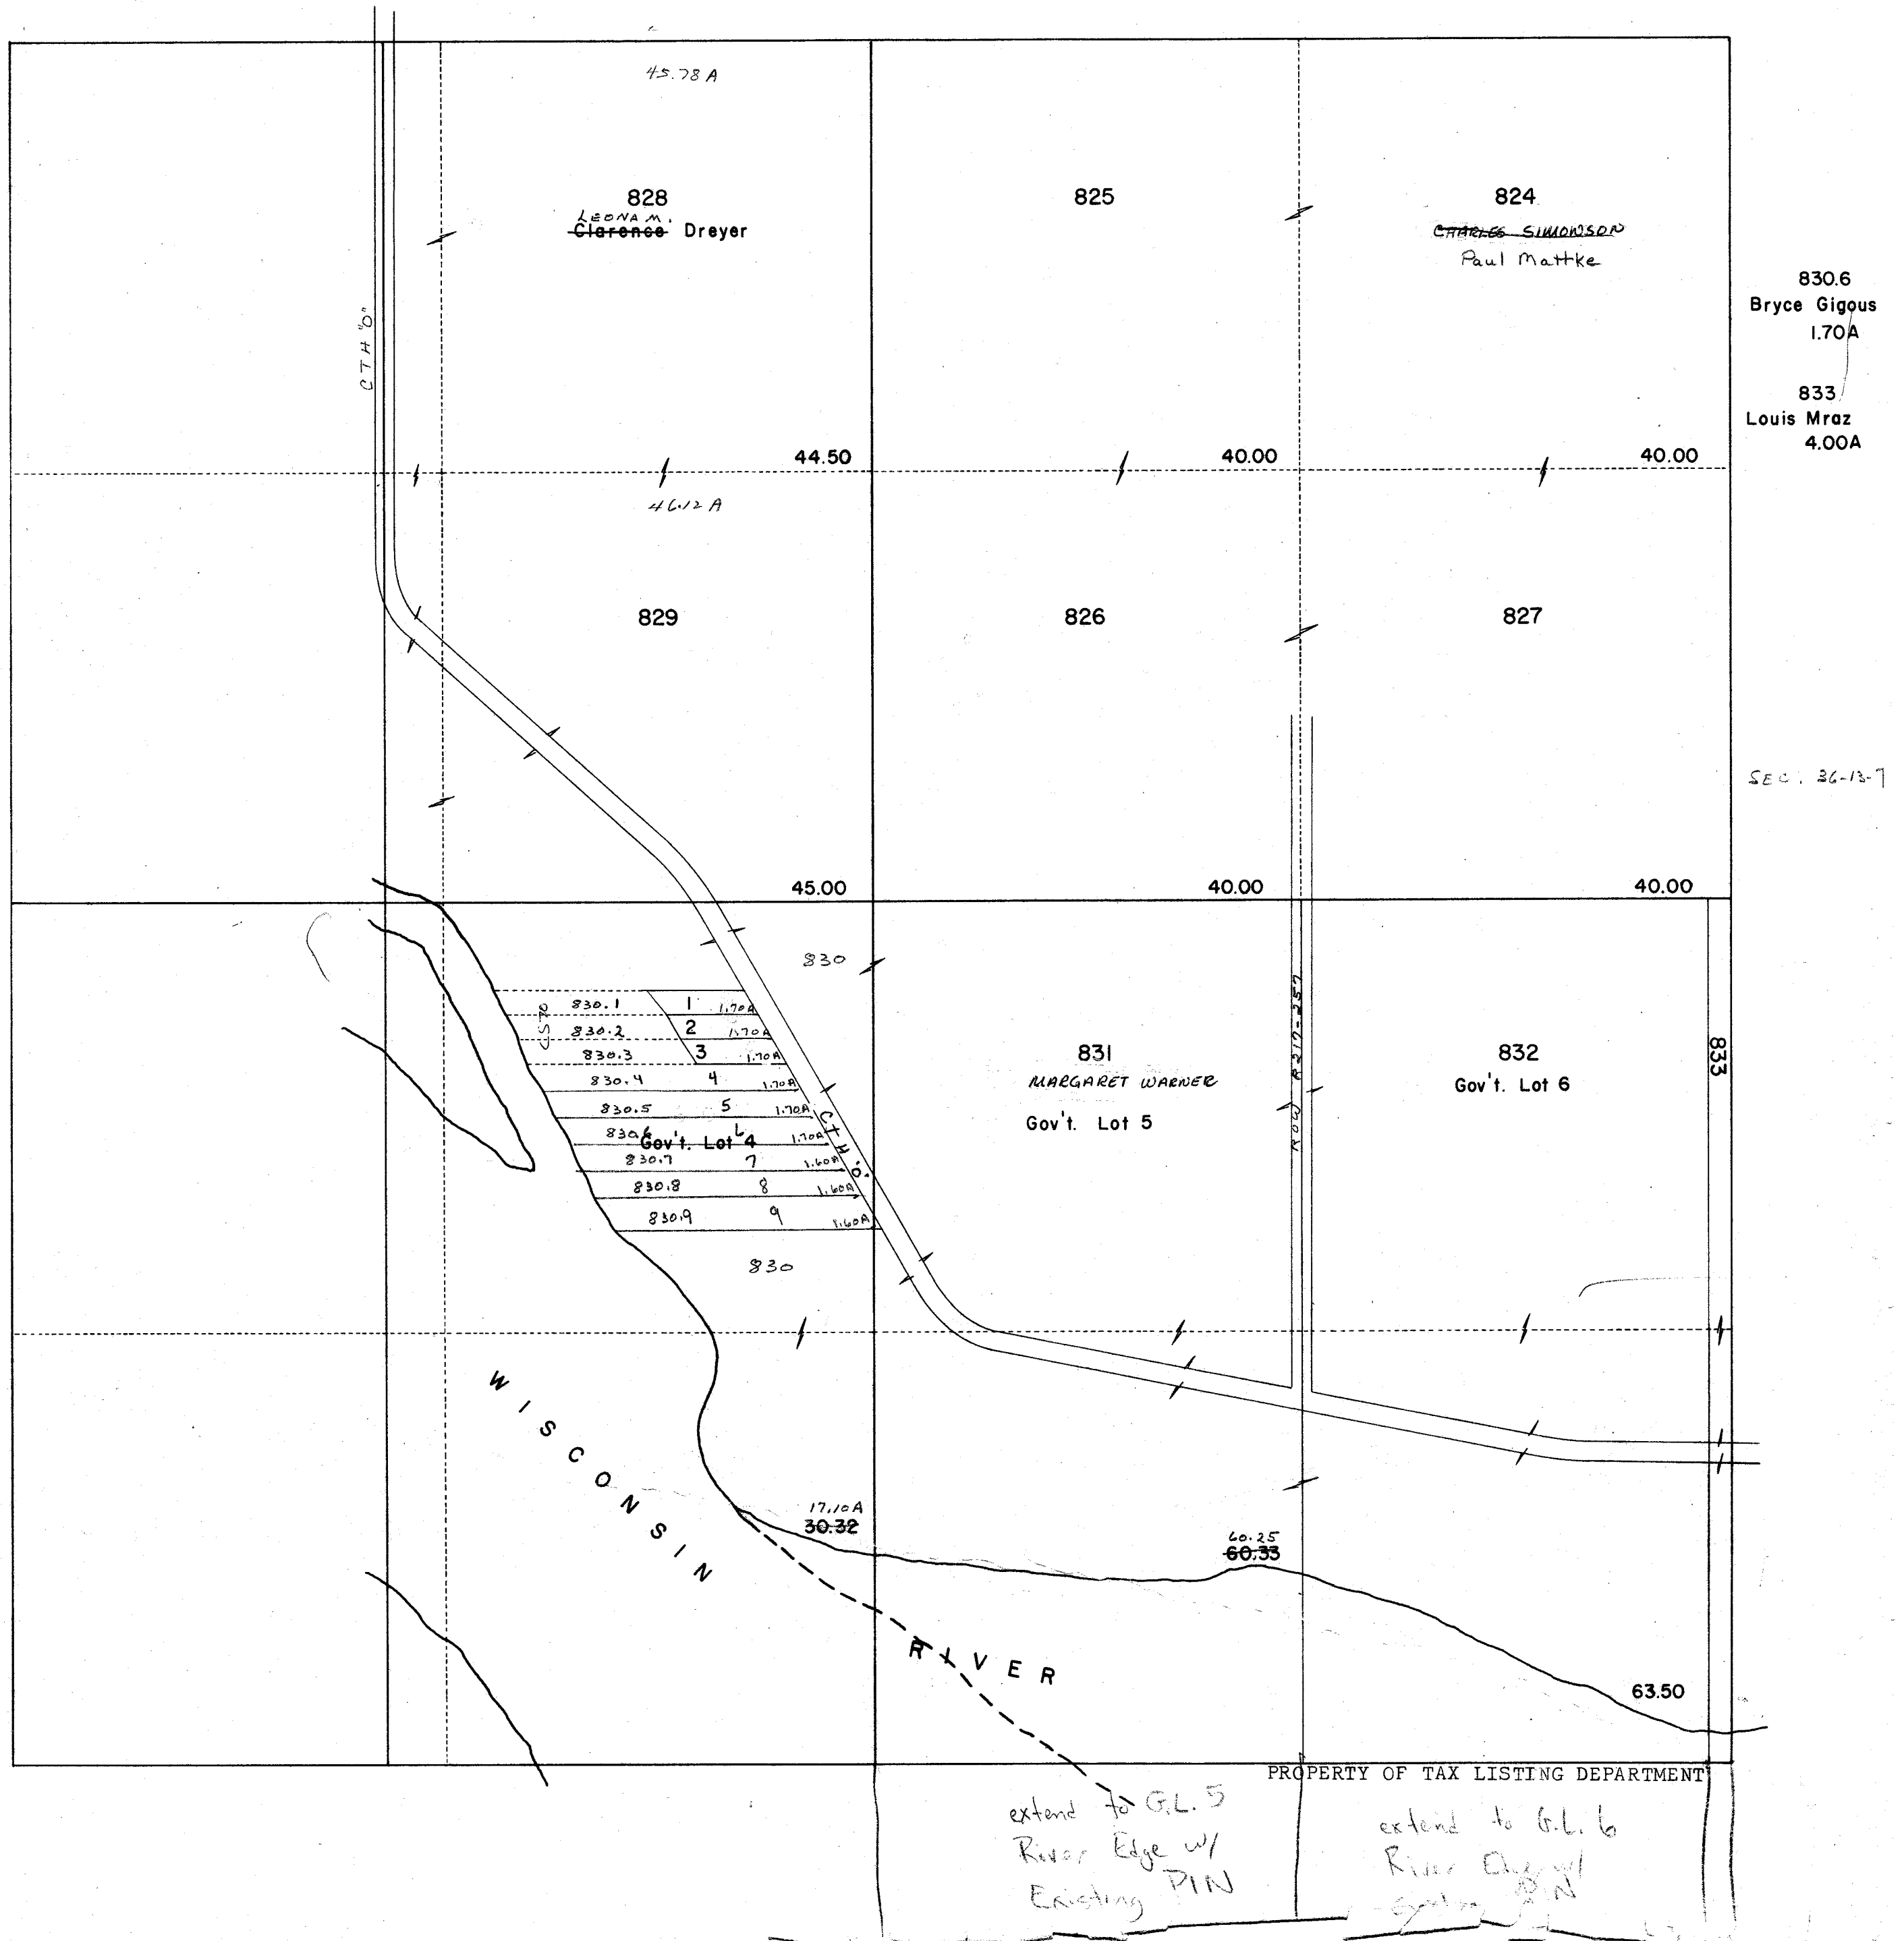 45.78 A
828
LEONA M.
Clarence Dreyer
825
824
CHARLES SIMONSON
Paul Mattke
830.6
Bryce Gigous
1.70A
833
Louis Mraz
4.00A
CTH "O"
44.50
40.00
40.00
46.12 A
829
826
827
SEC. 36-13-7
45.00
40.00
40.00
830
830.1 1 1.70A
830.2 2 1.70A
830.3 3 1.70A
830.4 4 1.70A
830.5 5 1.70A
830.6 6 1.70A
Gov't. Lot 4
830.7 7 1.60A
830.8 8 1.60A
830.9 9 1.60A
CTH "O"
830
831
MARGARET WARNER
Gov't. Lot 5
ROW R317-257
832
Gov't. Lot 6
833
WISCONSIN
RIVER
17.10A
30.32
60.25
60.33
63.50
PROPERTY OF TAX LISTING DEPARTMENT
extend to G.L. 5
River Edge w/
Existing PIN
extend to G.L. 6
River Edge w/
PIN